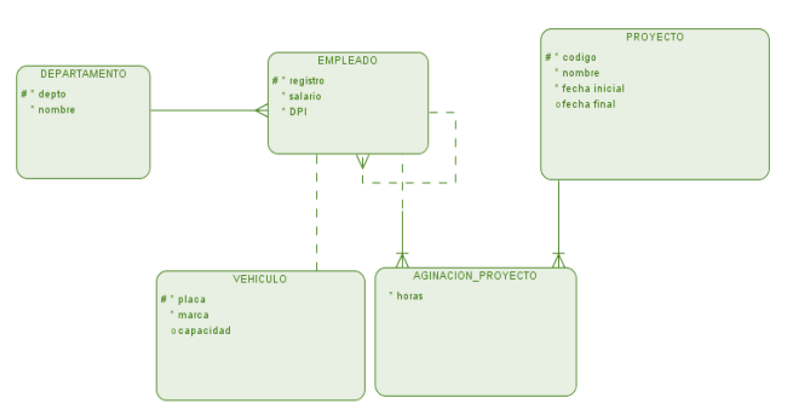 DEPARTAMENTO
# * depto
* nombre
EMPLEADO
# * registro
* salario
* DPI
PROYECTO
# * codigo
* nombre
* fecha inicial
o fecha final
VEHICULO
# * placa
* marca
o capacidad
AGINACION_PROYECTO
* horas